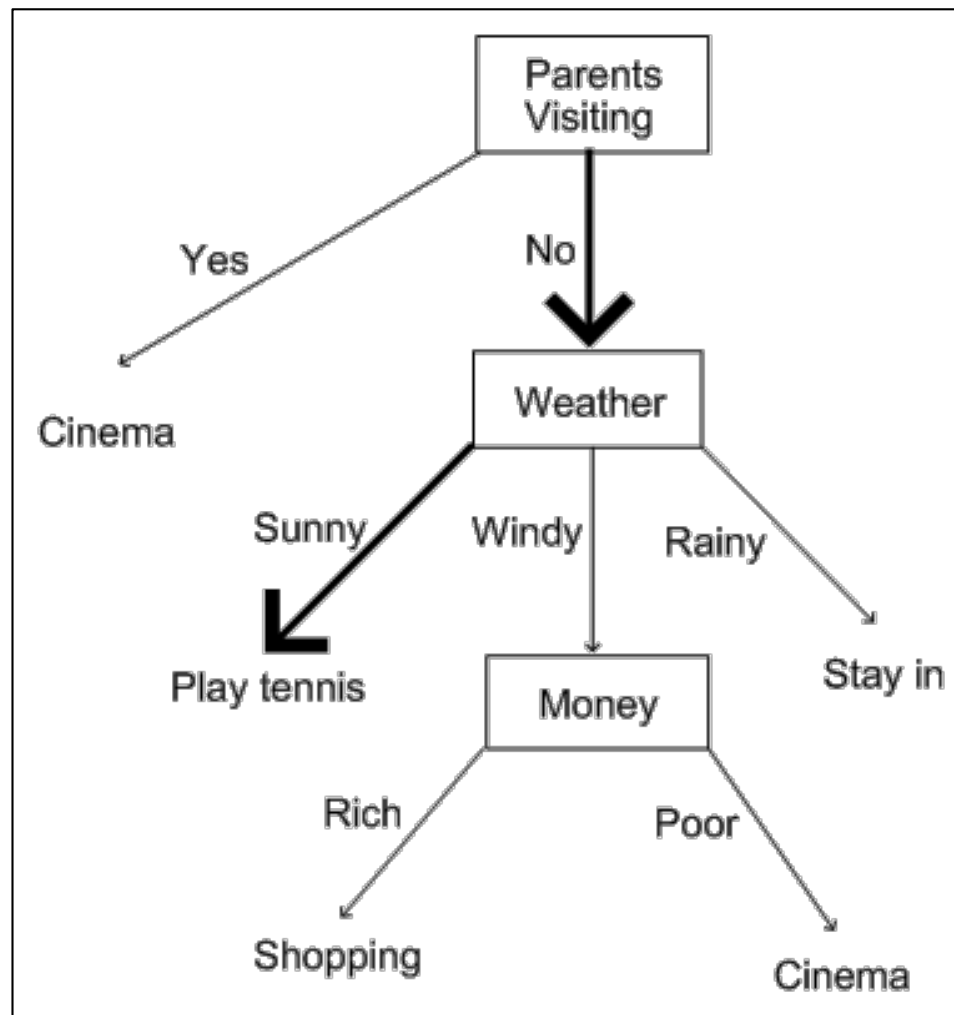 Parents
Visiting
Yes
No
Cinema
Weather
Sunny
Windy
Rainy
Play tennis
Stay in
Money
Rich
Poor
Shopping
Cinema